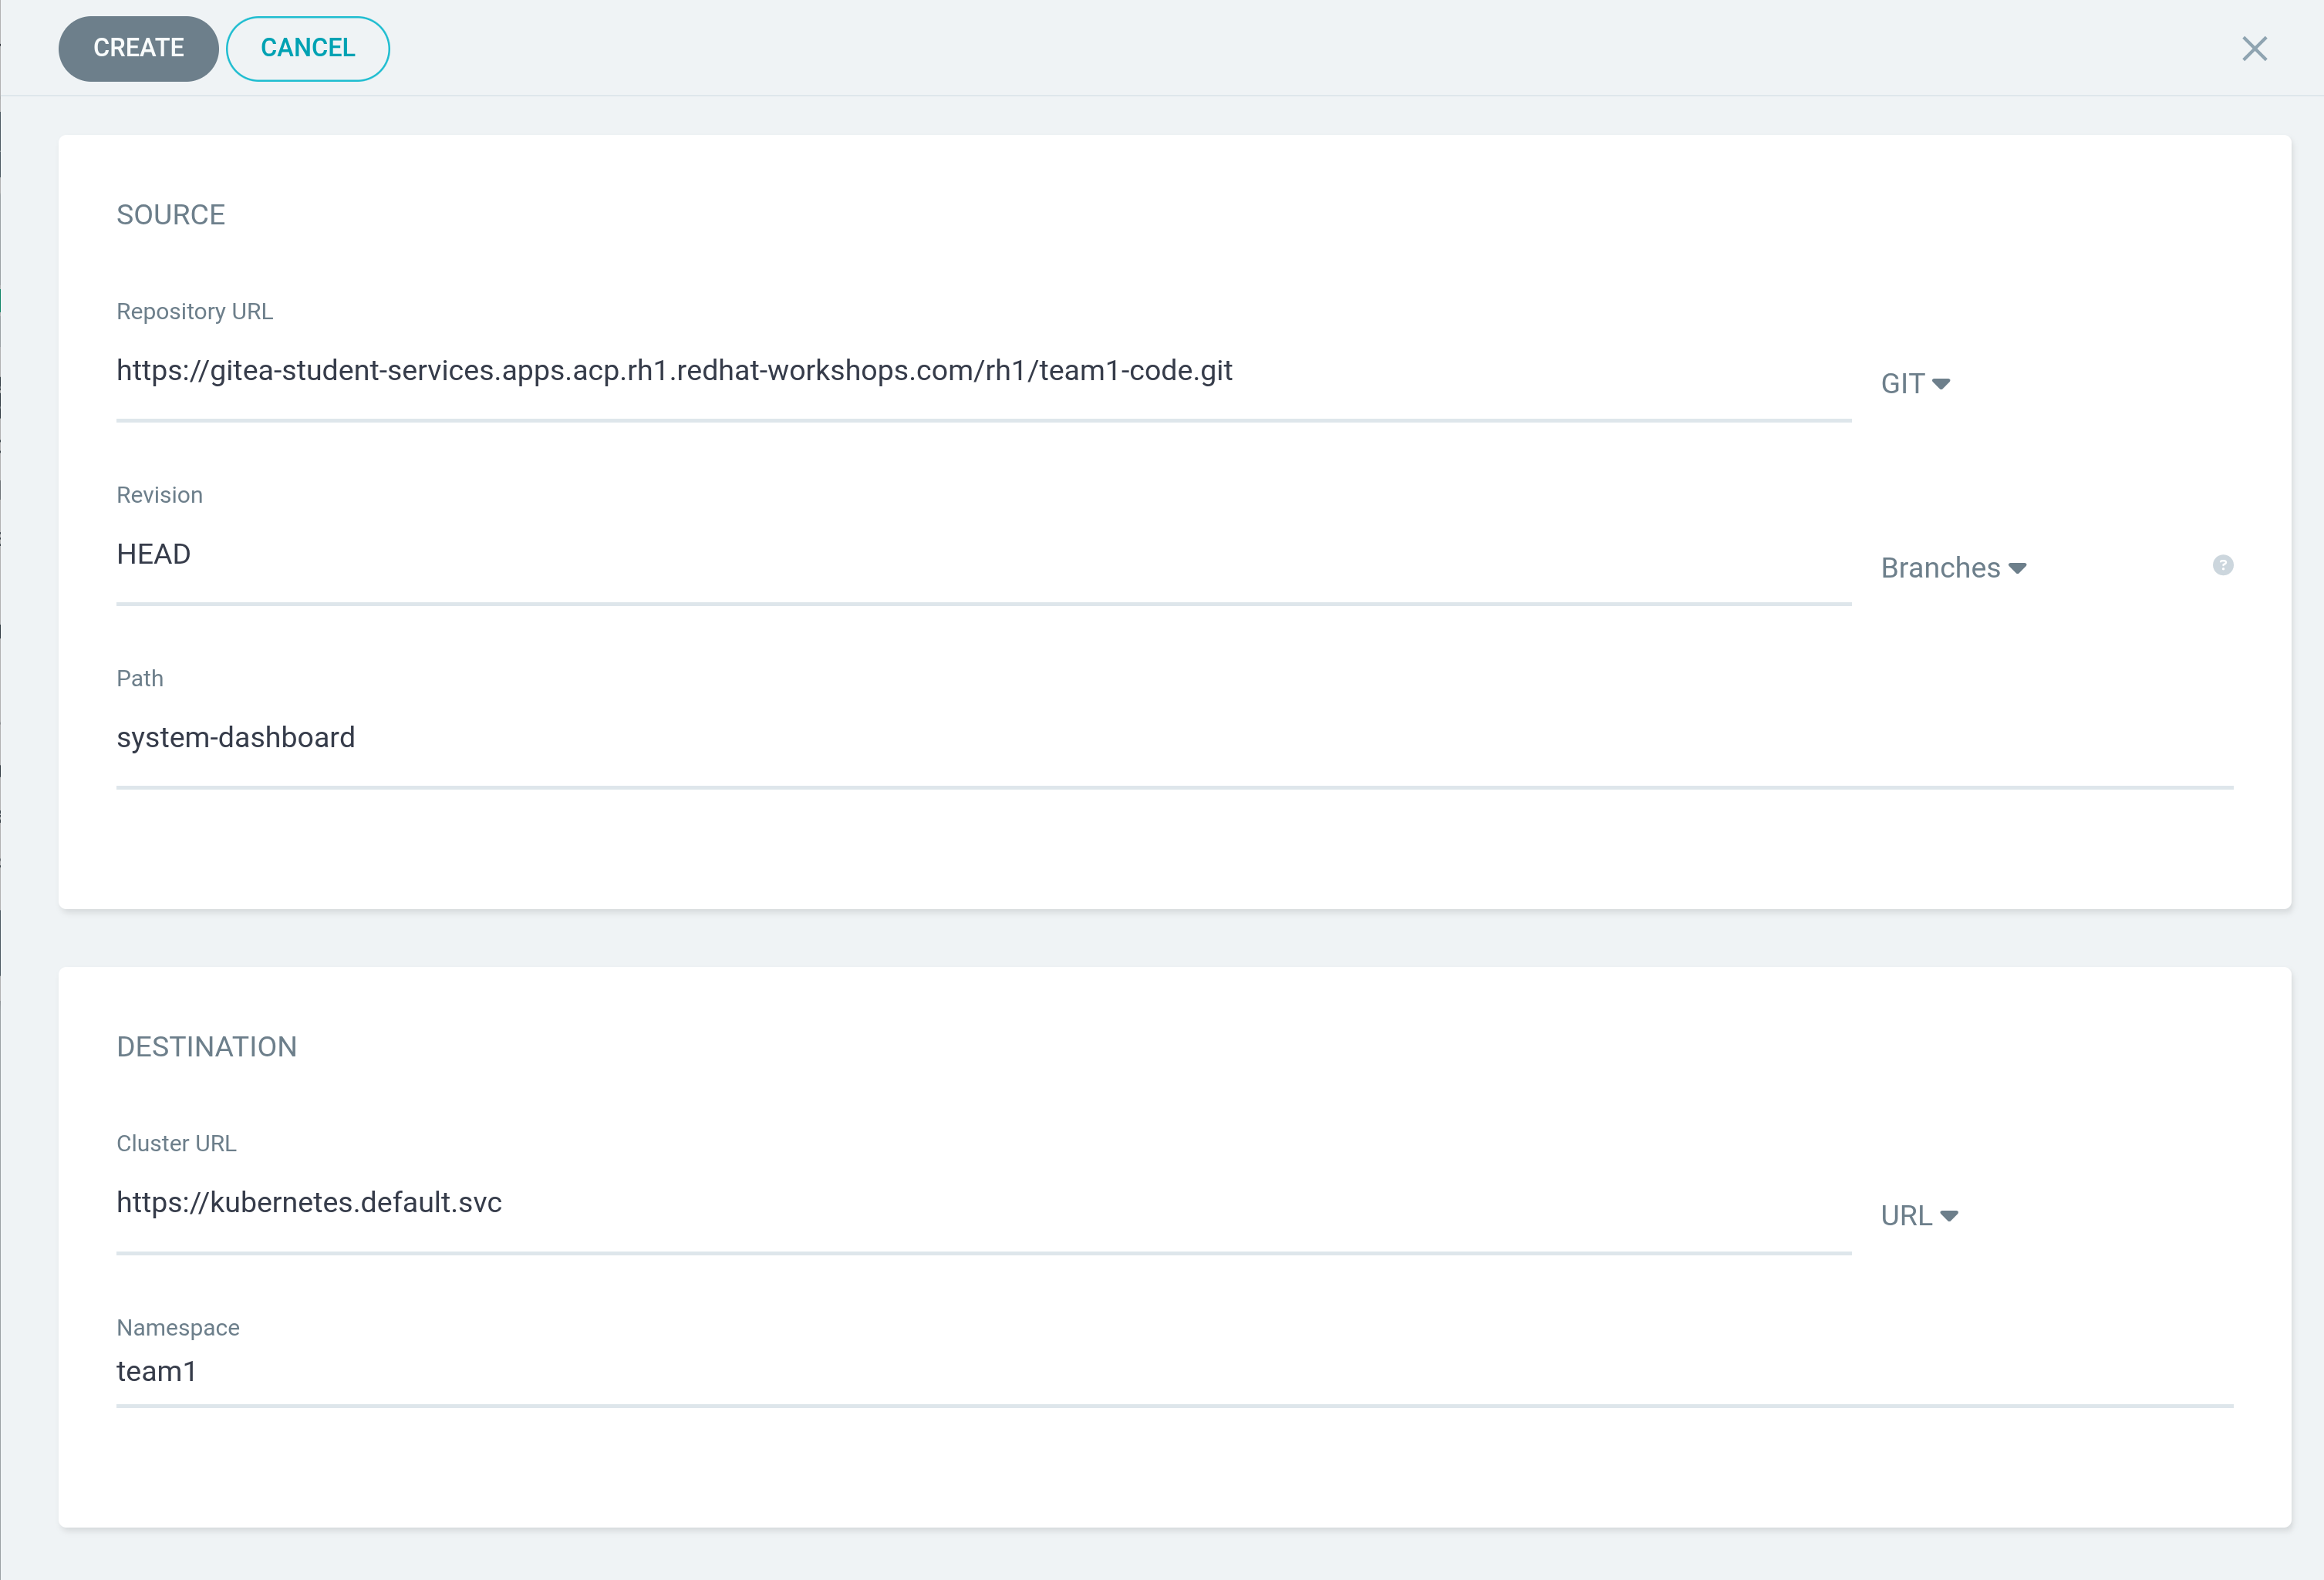 CREATE CANCEL
SOURCE
Repository URL
https://gitea-student-services.apps.acp.rh1.redhat-workshops.com/rh1/team1-code.git
GIT
Revision
HEAD
Branches
?
Path
system-dashboard
DESTINATION
Cluster URL
https://kubernetes.default.svc
URL
Namespace
team1